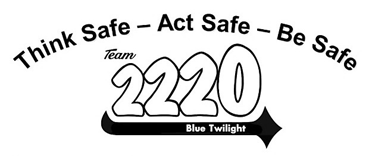 Think Safe – Act Safe – Be Safe
Team
2220
Blue Twilight